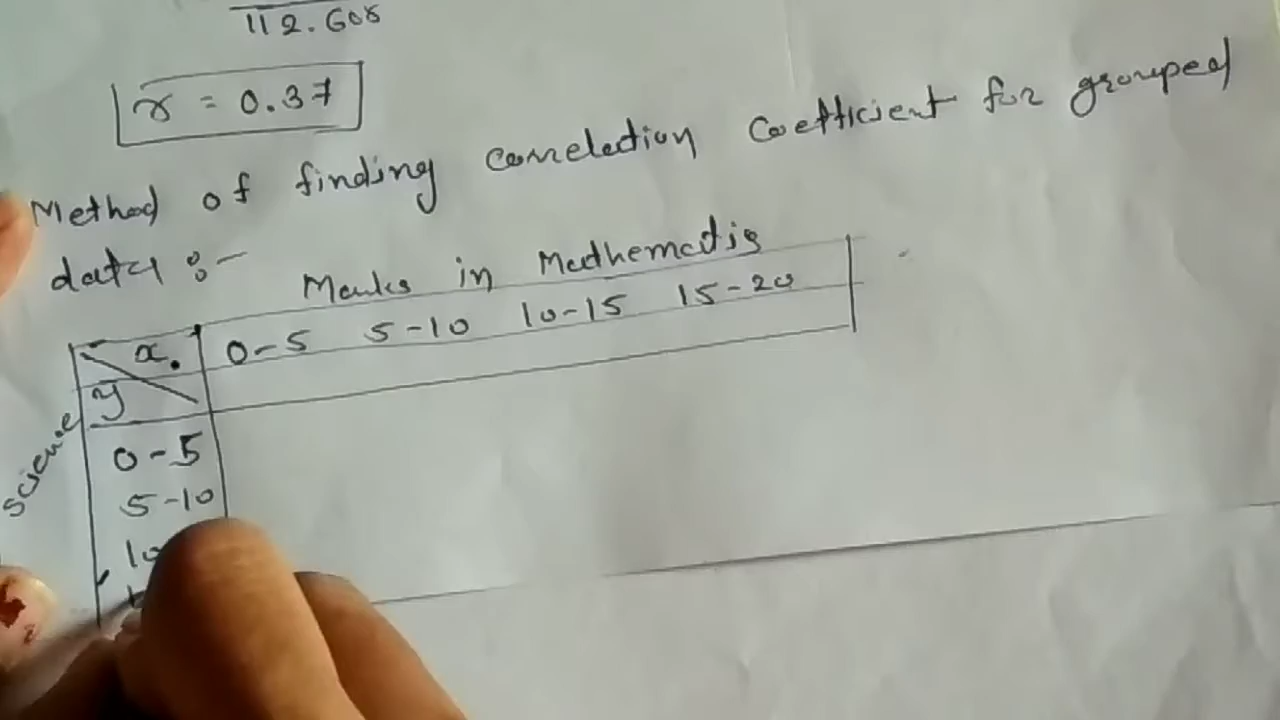 112.608
r = 0.37
Method of finding correlation coefficient for grouped
data :-
Marks in Mathematis
x 0-5 5-10 10-15 15-20
y
Science
0-5
5-10